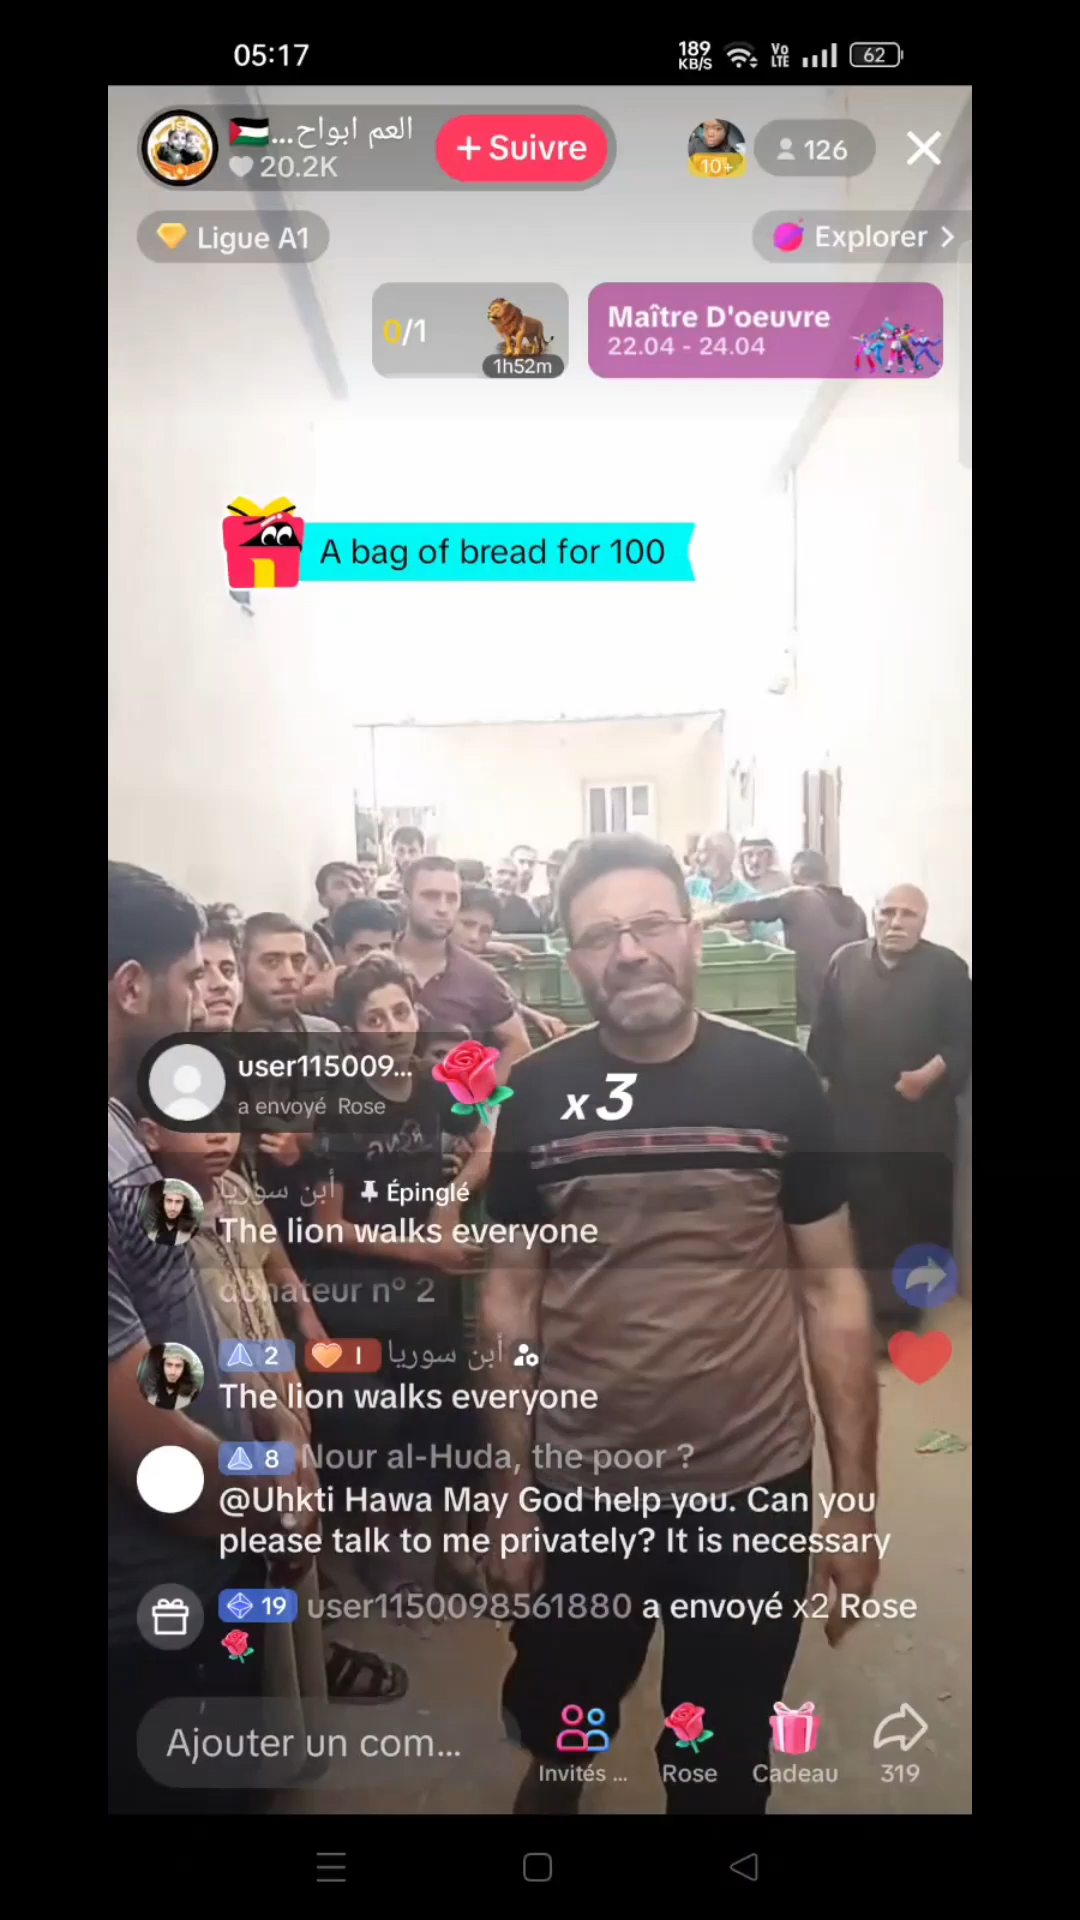 05:17
189 KB/S
Vo LTE
62
العم ابواح...🇵🇸
20.2K
+ Suivre
10+
126
Ligue A1
Explorer >
0/1
1h52m
Maître D'oeuvre
22.04 - 24.04
A bag of bread for 100
user115009...
a envoyé Rose
x3
أبن سوريا Épinglé
The lion walks everyone
donateur n° 2
2 I أبن سوريا
The lion walks everyone
8 Nour al-Huda, the poor ?
@Uhkti Hawa May God help you. Can you
please talk to me privately? It is necessary
19 user1150098561880 a envoyé x2 Rose
Ajouter un com...
Invités ...
Rose
Cadeau
319